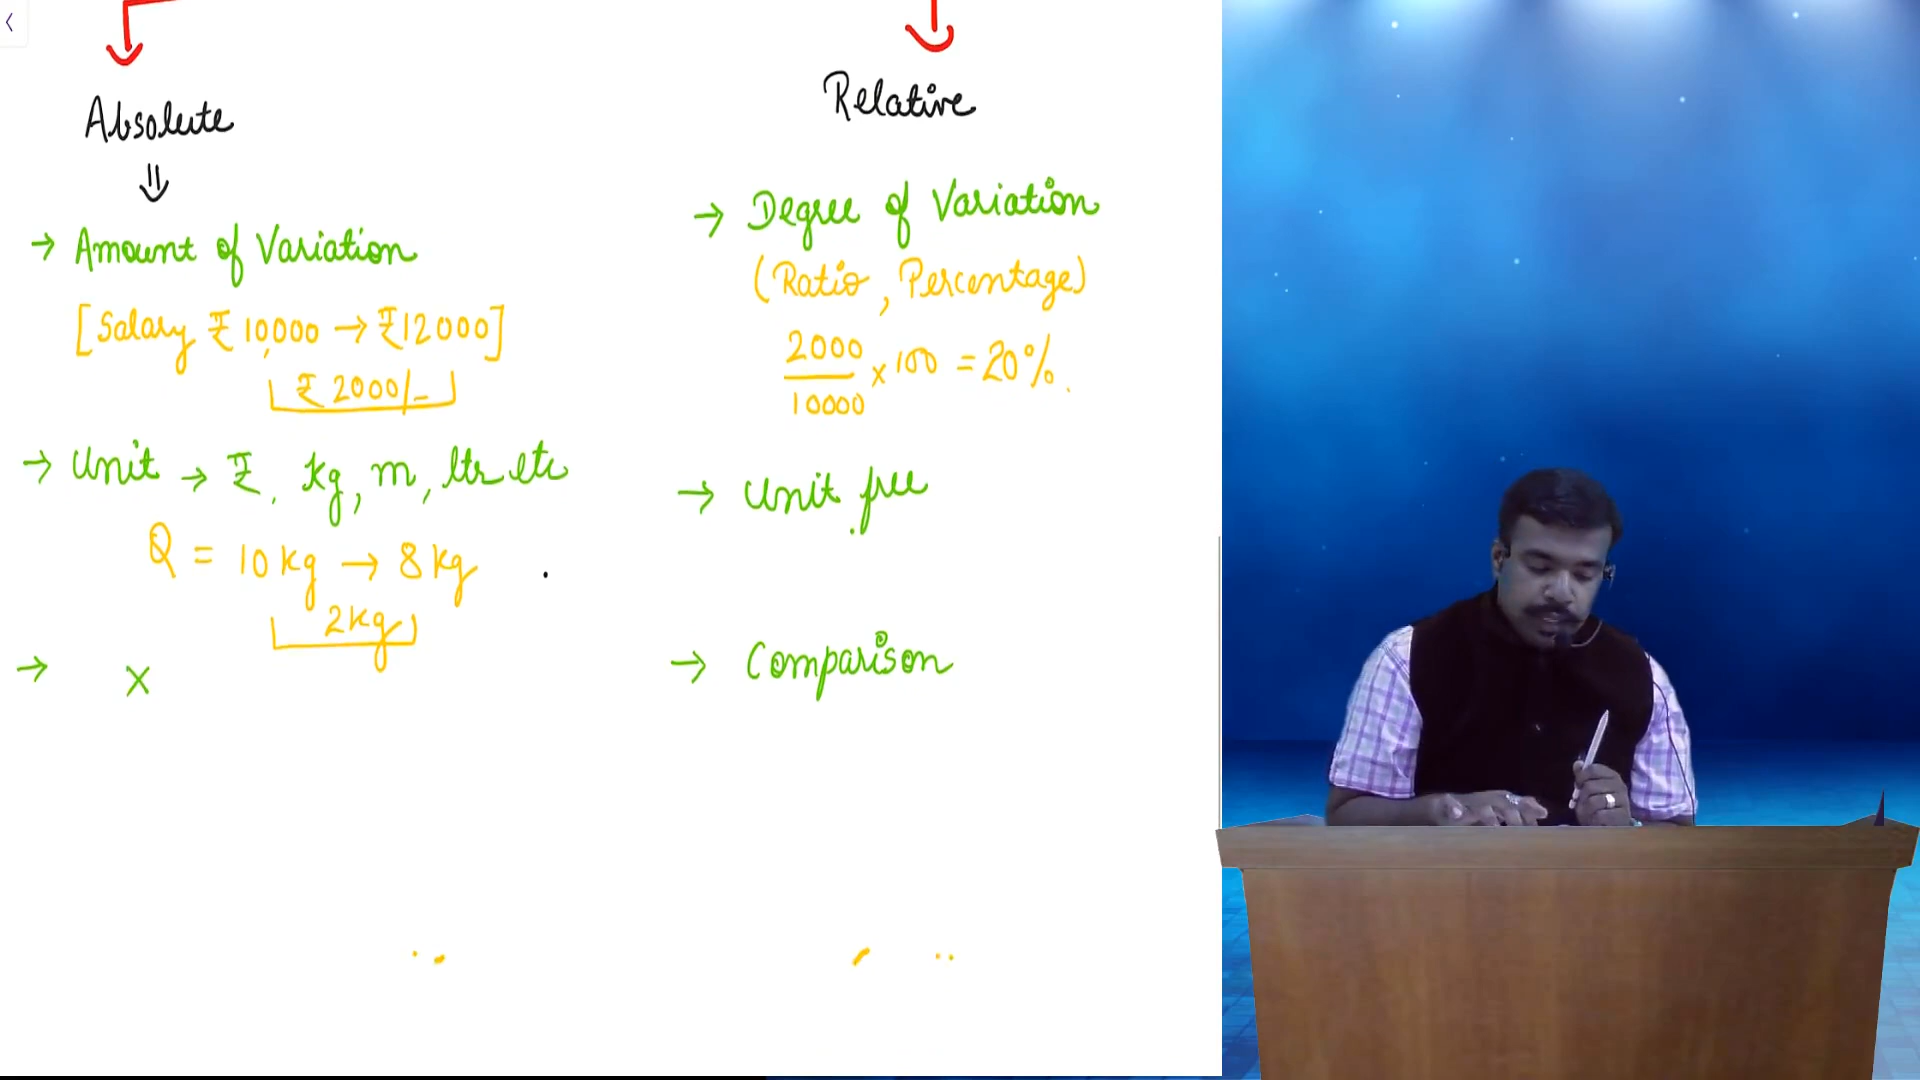 Absolute
⇓
→ Amount of Variation
[Salary ₹ 10,000 → ₹12000]
₹ 2000/-
→ Unit → ₹, kg, m, ltr etc
Q = 10 kg → 8 kg
2kg
→ x
Relative
→ Degree of Variation
(Ratio, Percentage)
2000/10000 x 100 = 20%.
→ Unit free
→ Comparison